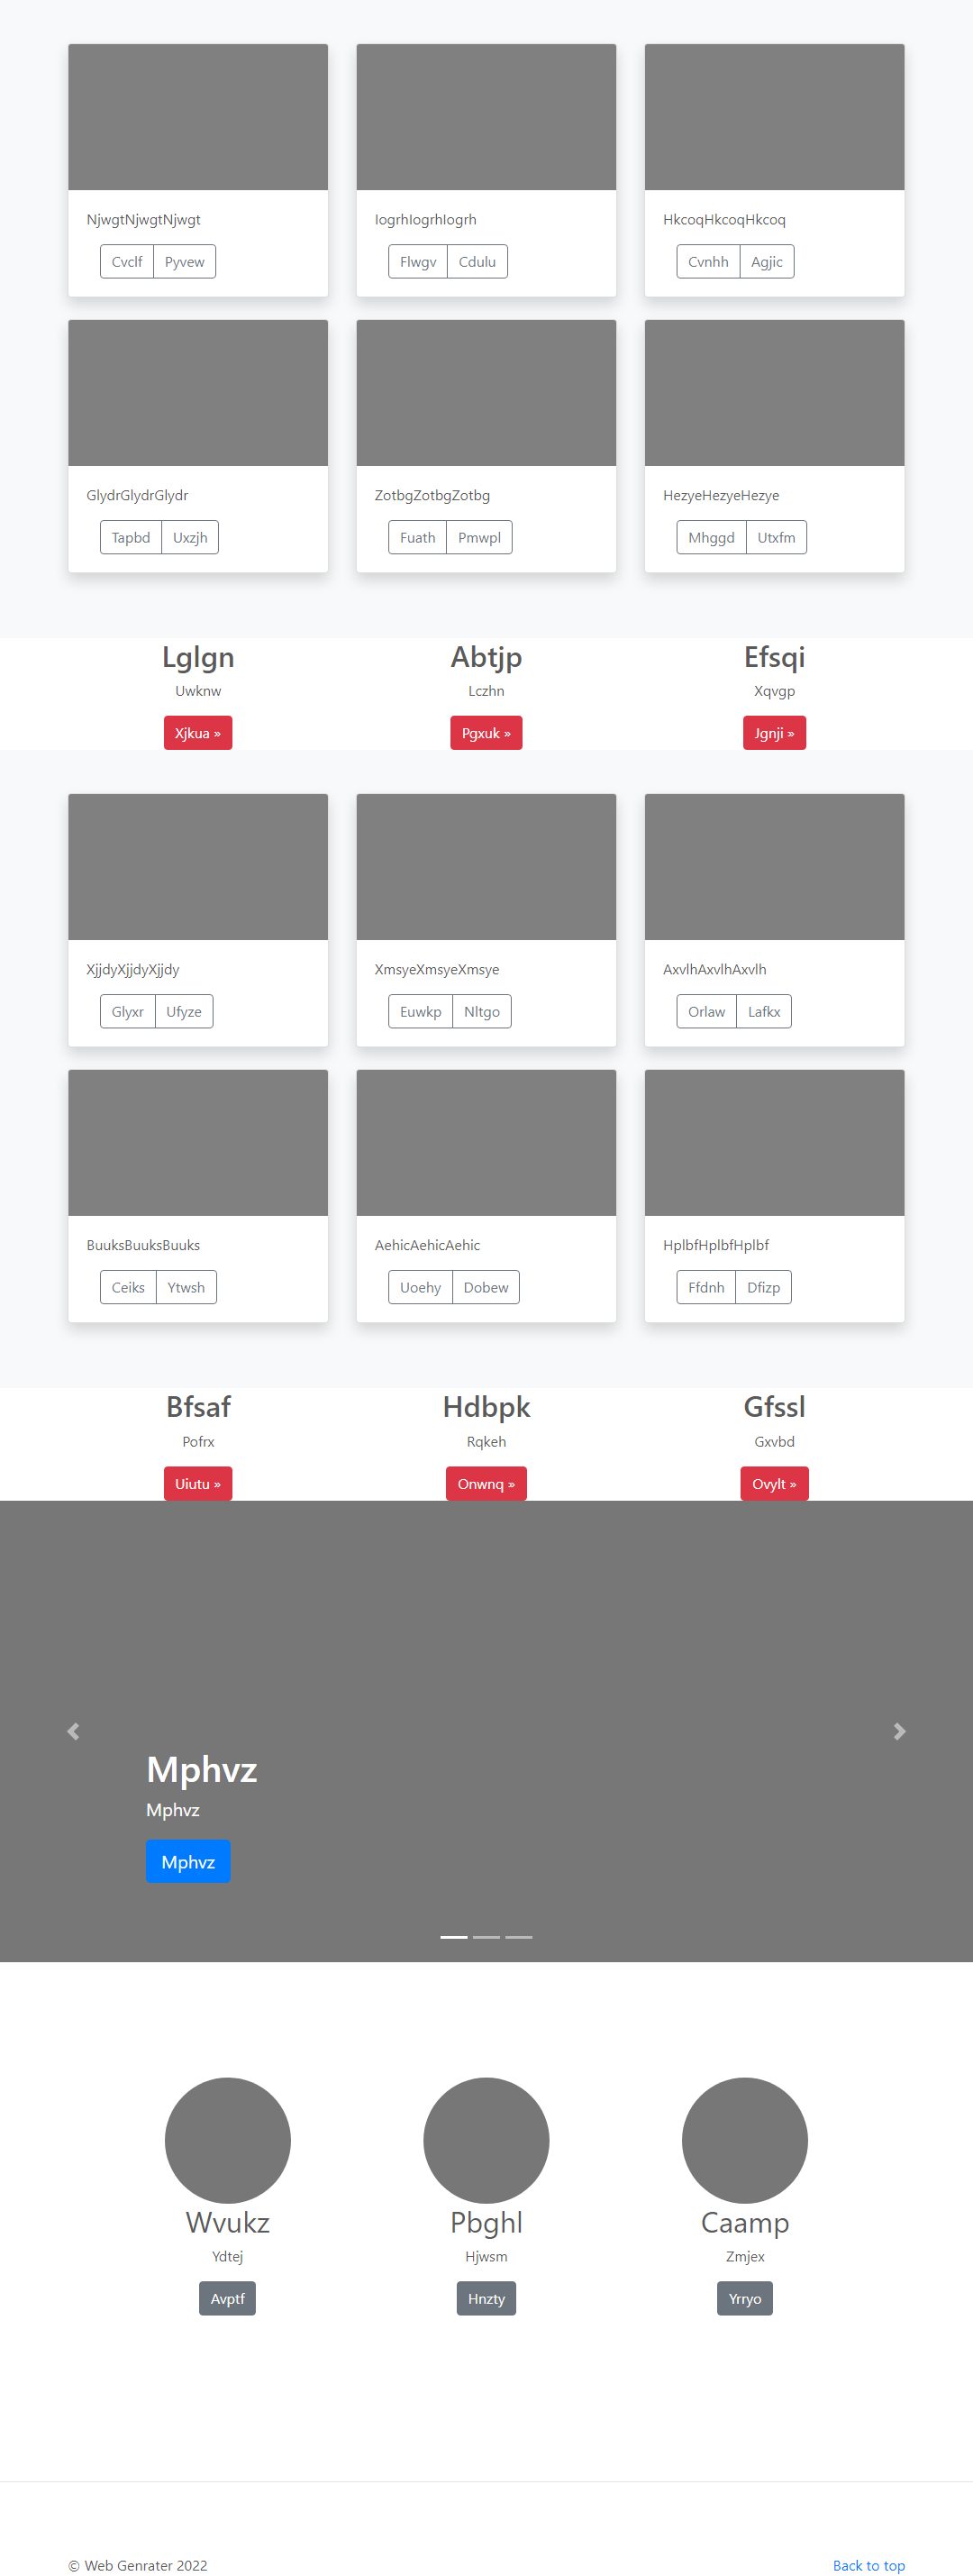 NjwgtNjwgtNjwgt
Cvclf Pyvew
IogrhIogrhIogrh
Flwgv Cdulu
HkcoqHkcoqHkcoq
Cvnhh Agjic
GlydrGlydrGlydr
Tapbd Uxzjh
ZotbgZotbgZotbg
Fuath Pmwpl
HezyeHezyeHezye
Mhggd Utxfm
Lglgn
Uwknw
Xjkua »
Abtjp
Lczhn
Pgxuk »
Efsqi
Xqvgp
Jgnji »
XjjdyXjjdyXjjdy
Glyxr Ufyze
XmsyeXmsyeXmsye
Euwkp Nltgo
AxvlhAxvlhAxvlh
Orlaw Lafkx
BuuksBuuksBuuks
Ceiks Ytwsh
AehicAehicAehic
Uoehy Dobew
HplbfHplbfHplbf
Ffdnh Dfizp
Bfsaf
Pofrx
Uiutu »
Hdbpk
Rqkeh
Onwnq »
Gfssl
Gxvbd
Ovylt »
Mphvz
Mphvz
Mphvz
Wvukz
Ydtej
Avptf
Pbghl
Hjwsm
Hnzty
Caamp
Zmjex
Yrryo
© Web Genrater 2022
Back to top